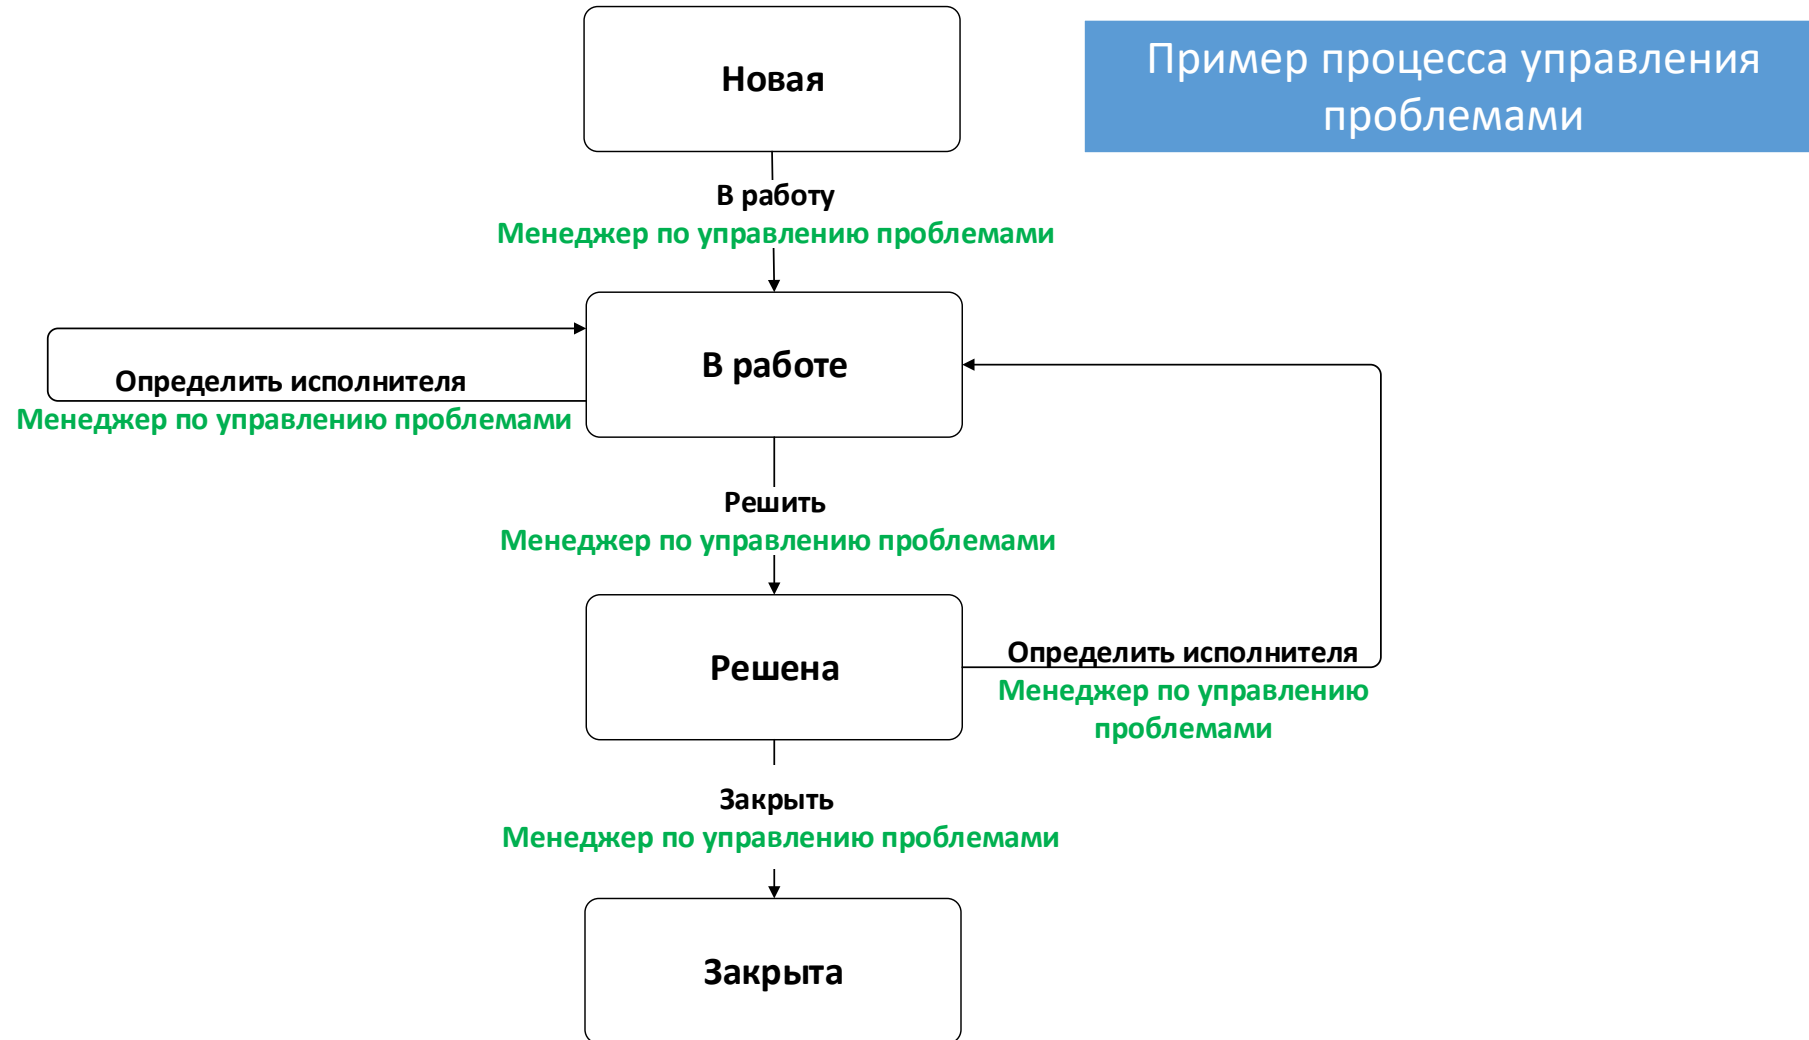 Новая
Пример процесса управления
проблемами
В работу
Менеджер по управлению проблемами
В работе
Определить исполнителя
Менеджер по управлению проблемами
Решить
Менеджер по управлению проблемами
Решена
Определить исполнителя
Менеджер по управлению
проблемами
Закрыть
Менеджер по управлению проблемами
Закрыта